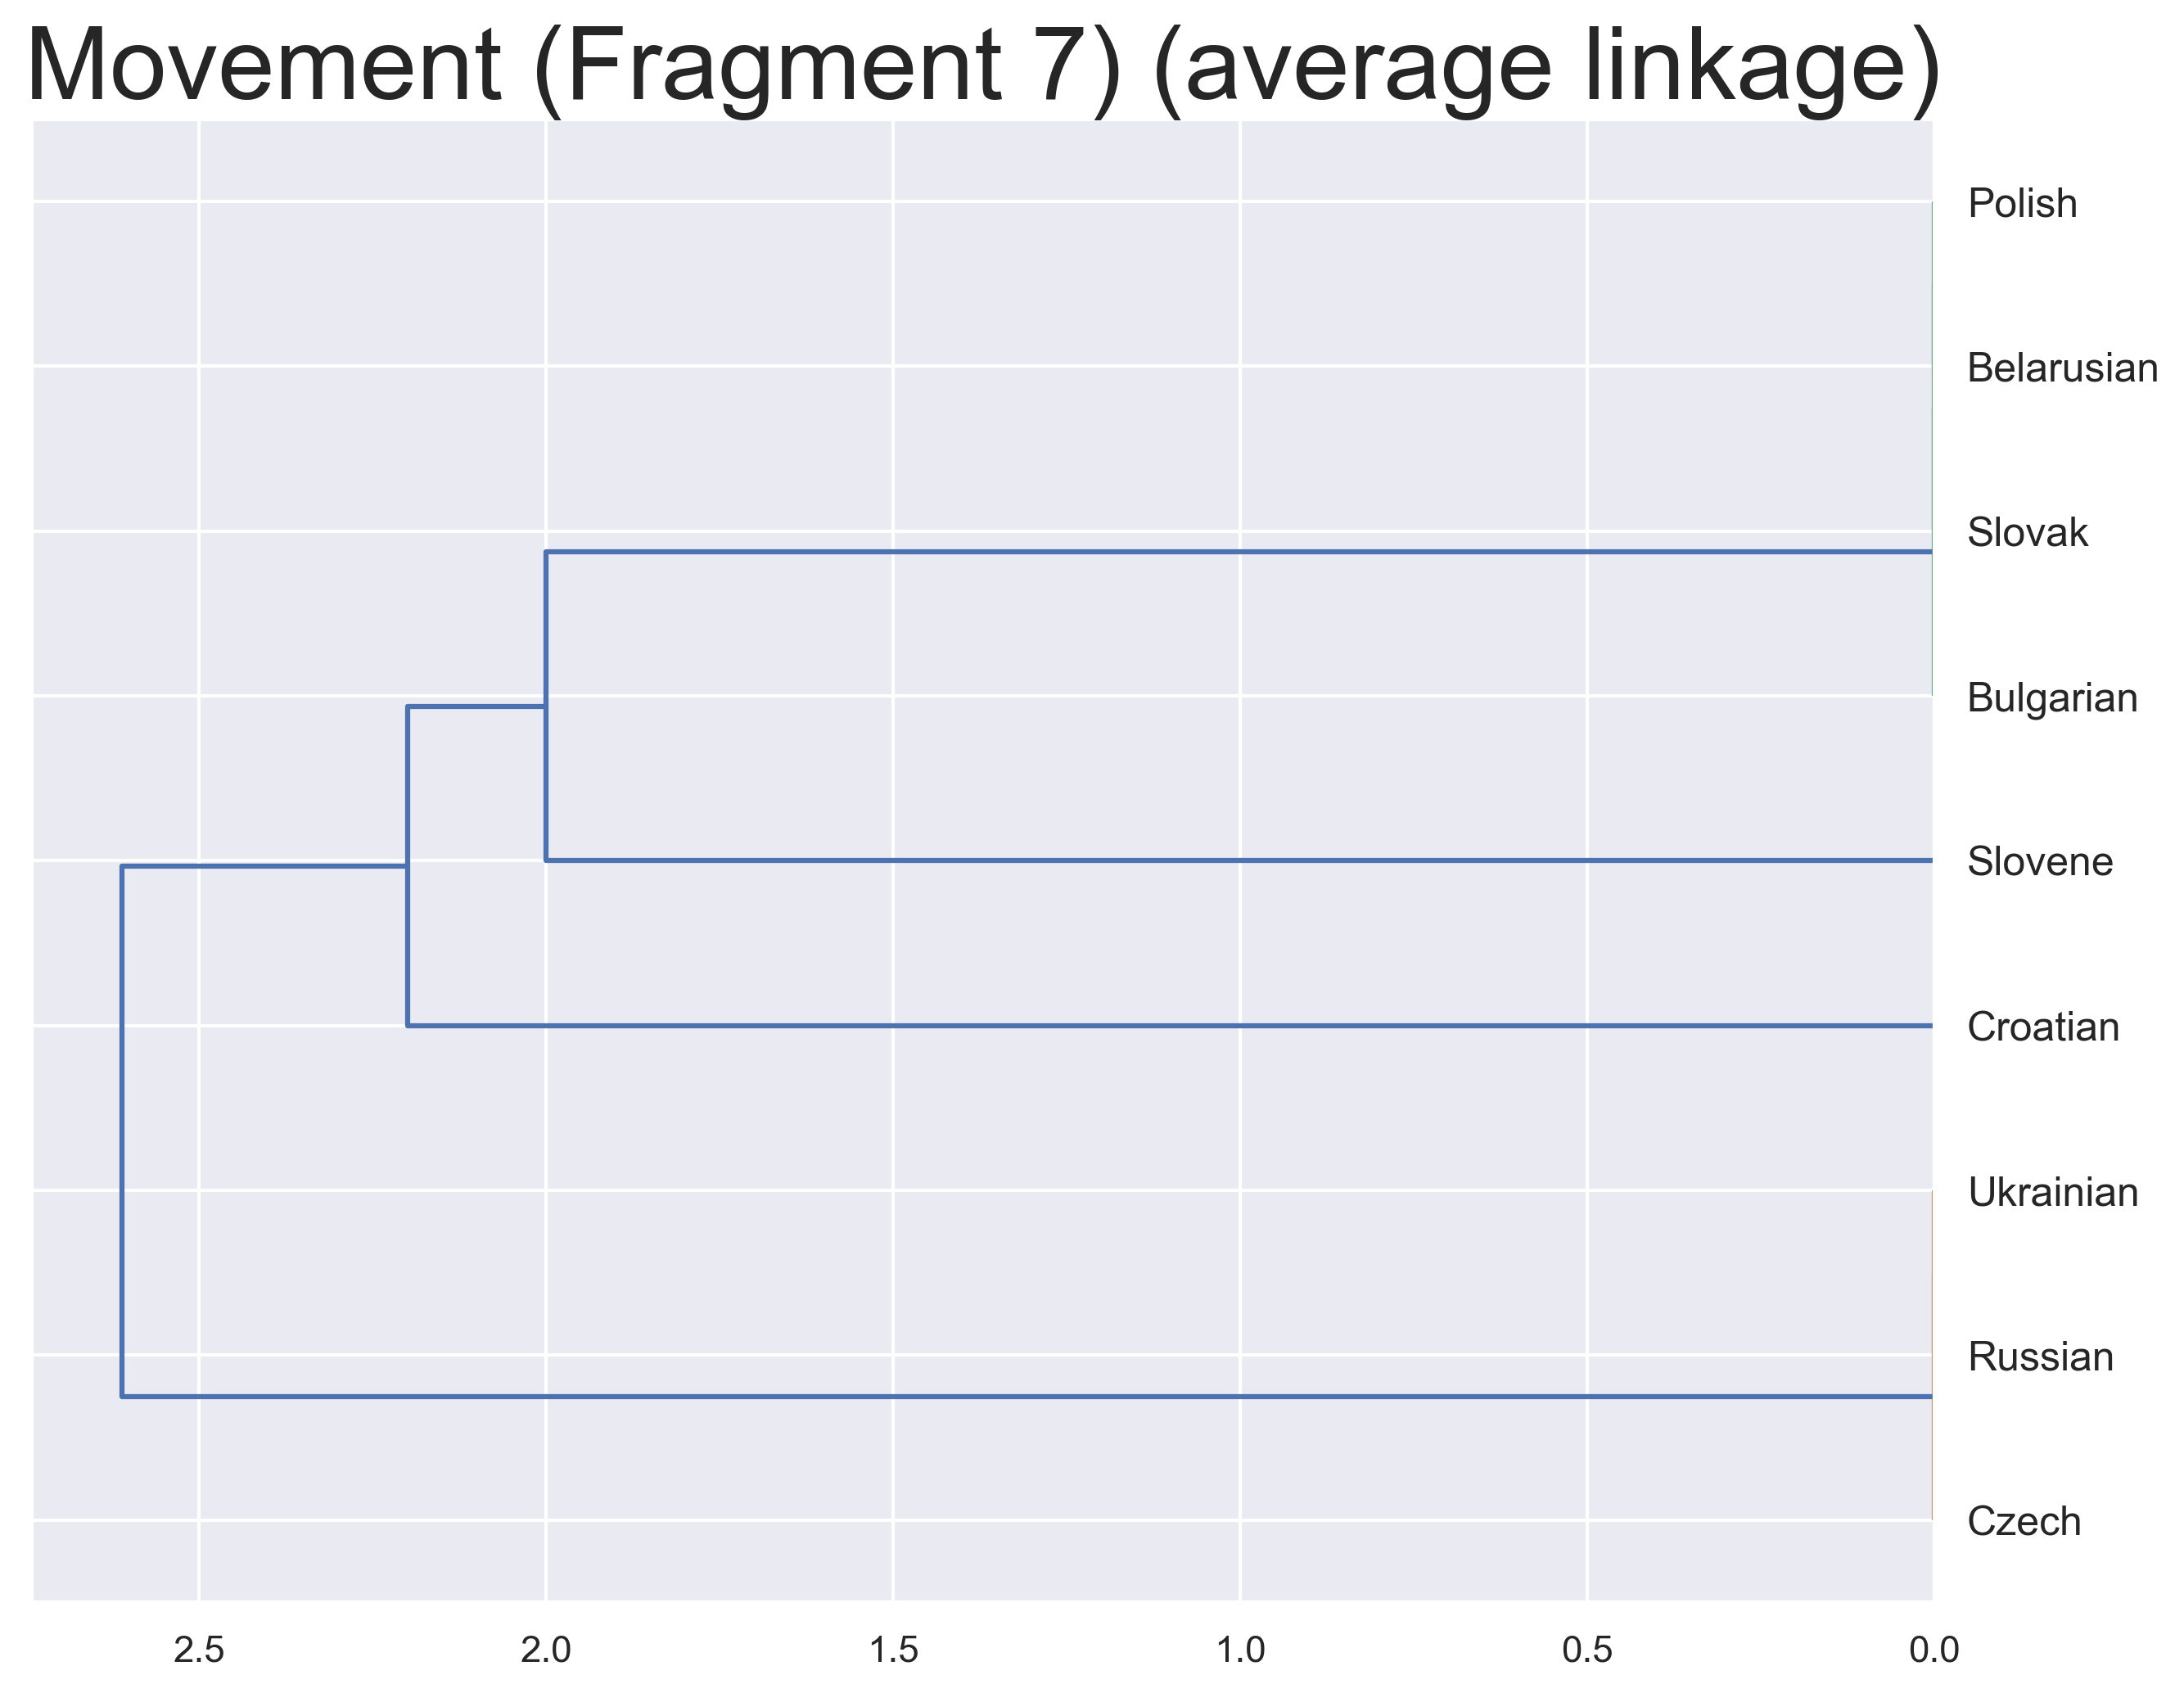 Movement (Fragment 7) (average linkage)
Polish
Belarusian
Slovak
Bulgarian
Slovene
Croatian
Ukrainian
Russian
Czech
2.5 2.0 1.5 1.0 0.5 0.0